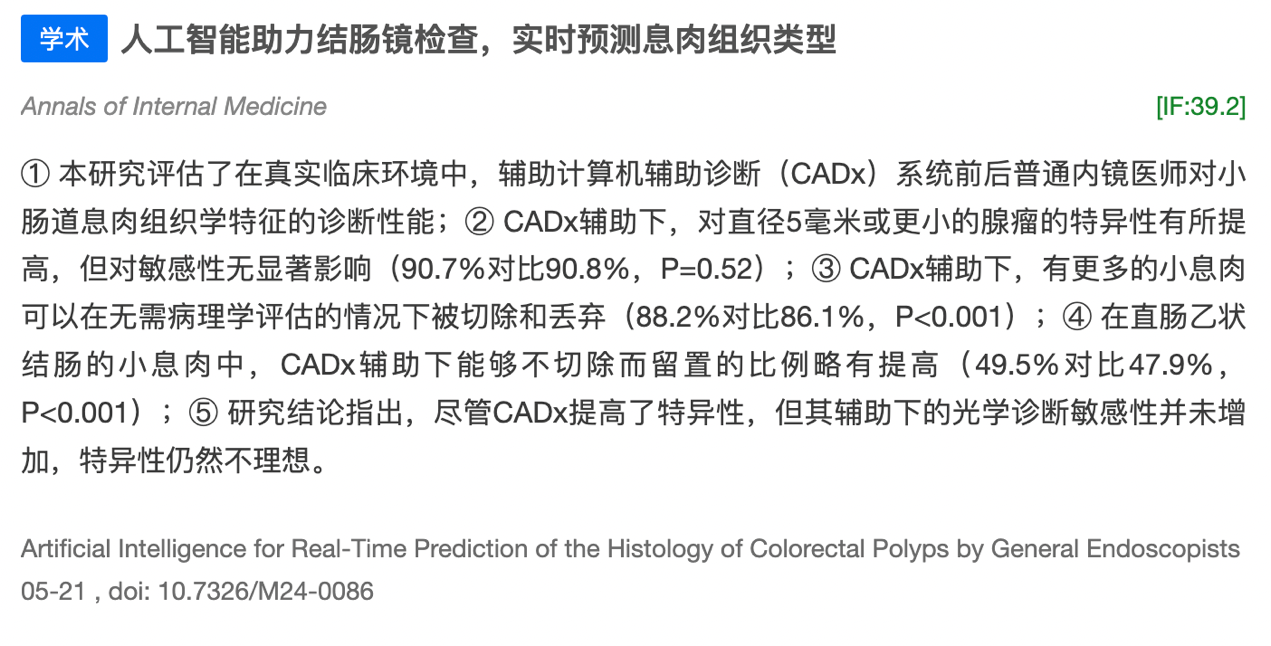 学术 人工智能助力结肠镜检查，实时预测息肉组织类型
Annals of Internal Medicine [IF:39.2]
① 本研究评估了在真实临床环境中，辅助计算机辅助诊断（CADx）系统前后普通内镜医师对小
肠道息肉组织学特征的诊断性能；② CADx辅助下，对直径5毫米或更小的腺瘤的特异性有所提
高，但对敏感性无显著影响（90.7%对比90.8%，P=0.52）；③ CADx辅助下，有更多的小息肉
可以在无需病理学评估的情况下被切除和丢弃（88.2%对比86.1%，P<0.001）；④ 在直肠乙状
结肠的小息肉中，CADx辅助下能够不切除而留置的比例略有提高（49.5%对比47.9%，
P<0.001）；⑤ 研究结论指出，尽管CADx提高了特异性，但其辅助下的光学诊断敏感性并未增
加，特异性仍然不理想。
Artificial Intelligence for Real-Time Prediction of the Histology of Colorectal Polyps by General Endoscopists
05-21 , doi: 10.7326/M24-0086